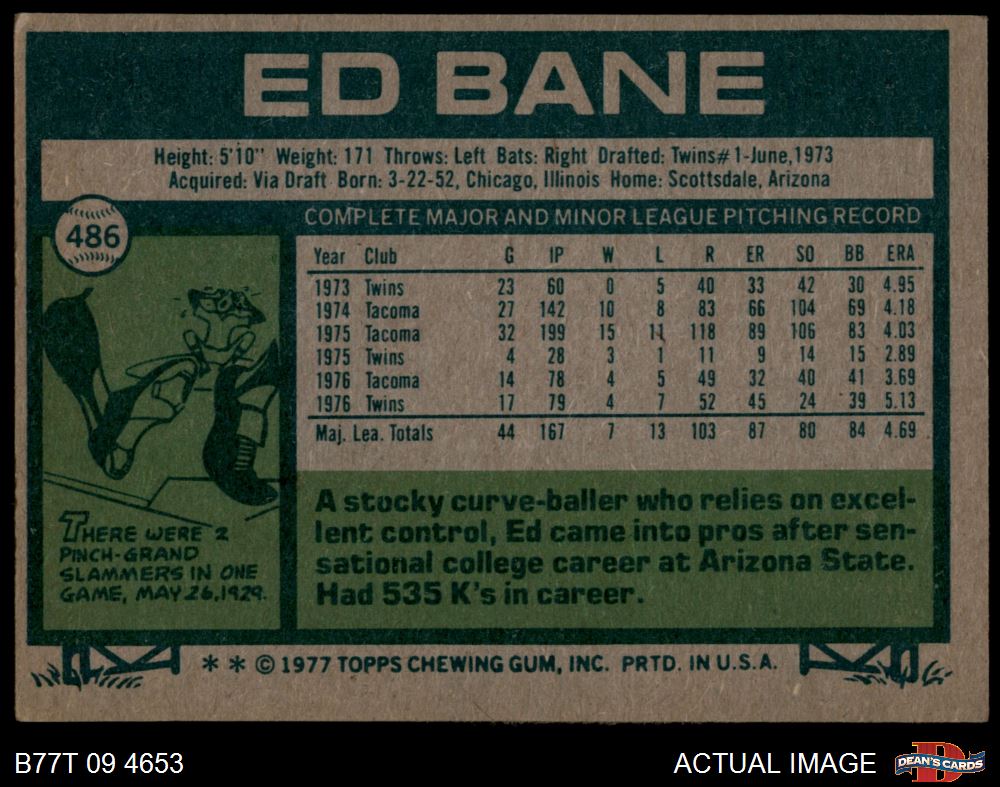 ED BANE
Height: 5'10" Weight: 171 Throws: Left Bats: Right Drafted: Twins#1-June,1973
Acquired: Via Draft Born: 3-22-52, Chicago, Illinois Home: Scottsdale, Arizona
486
COMPLETE MAJOR AND MINOR LEAGUE PITCHING RECORD
Year Club G IP W L R ER SO BB ERA
1973 Twins 23 60 0 5 40 33 42 30 4.95
1974 Tacoma 27 142 10 8 83 66 104 69 4.18
1975 Tacoma 32 199 15 11 118 89 106 83 4.03
1975 Twins 4 28 3 1 11 9 14 15 2.89
1976 Tacoma 14 78 4 5 49 32 40 41 3.69
1976 Twins 17 79 4 7 52 45 24 39 5.13
Maj. Lea. Totals 44 167 7 13 103 87 80 84 4.69
THERE WERE 2
PINCH-GRAND
SLAMMERS IN ONE
GAME, MAY 26,1929.
A stocky curve-baller who relies on excel-
lent control, Ed came into pros after sen-
sational college career at Arizona State.
Had 535 K's in career.
* * © 1977 TOPPS CHEWING GUM, INC. PRTD. IN U.S.A.
B77T 09 4653
ACTUAL IMAGE
DEAN'S CARDS